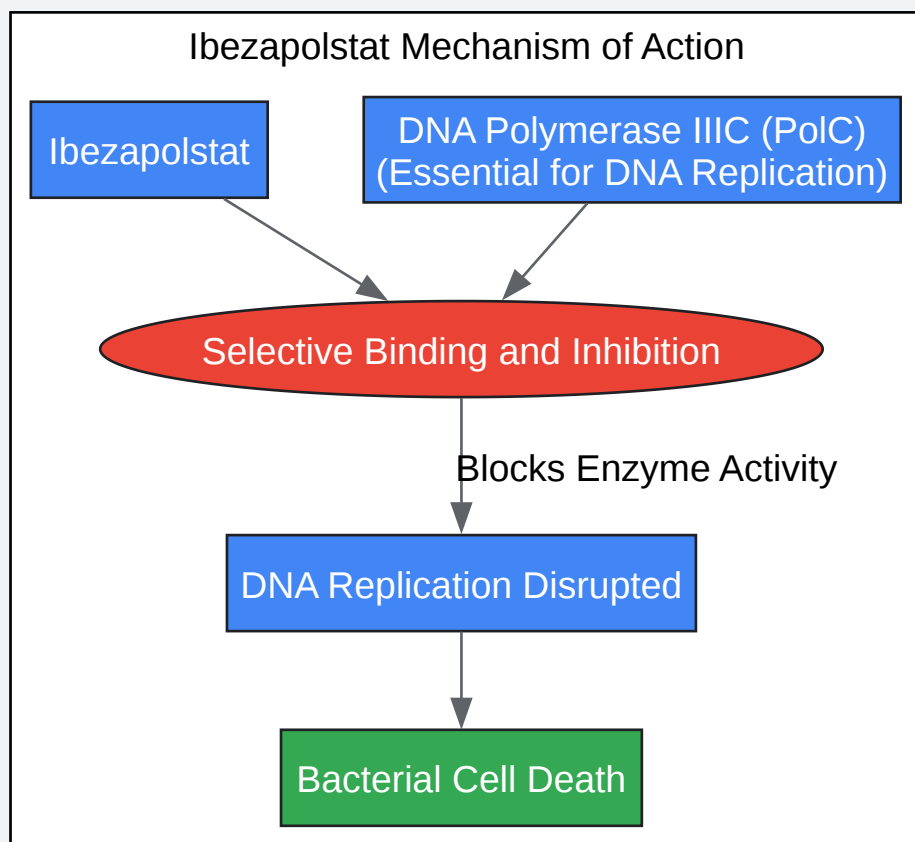 Ibezapolstat Mechanism of Action
Ibezapolstat
DNA Polymerase IIIC (PolC)
(Essential for DNA Replication)
Selective Binding and Inhibition
Blocks Enzyme Activity
DNA Replication Disrupted
Bacterial Cell Death